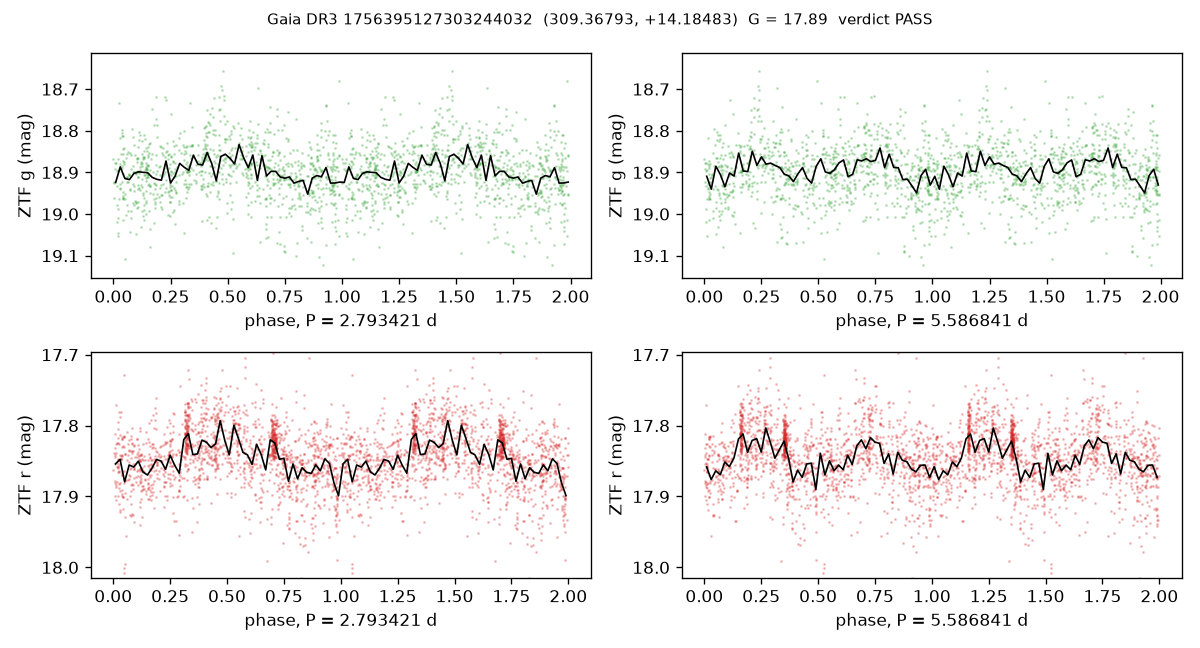 Gaia DR3 1756395127303244032 (309.36793, +14.18483) G = 17.89 verdict PASS
ZTF g (mag)
18.7
18.8
18.9
19.0
19.1
0.00 0.25 0.50 0.75 1.00 1.25 1.50 1.75 2.00
phase, P = 2.793421 d
ZTF g (mag)
18.7
18.8
18.9
19.0
19.1
0.00 0.25 0.50 0.75 1.00 1.25 1.50 1.75 2.00
phase, P = 5.586841 d
ZTF r (mag)
17.7
17.8
17.9
18.0
0.00 0.25 0.50 0.75 1.00 1.25 1.50 1.75 2.00
phase, P = 2.793421 d
ZTF r (mag)
17.7
17.8
17.9
18.0
0.00 0.25 0.50 0.75 1.00 1.25 1.50 1.75 2.00
phase, P = 5.586841 d